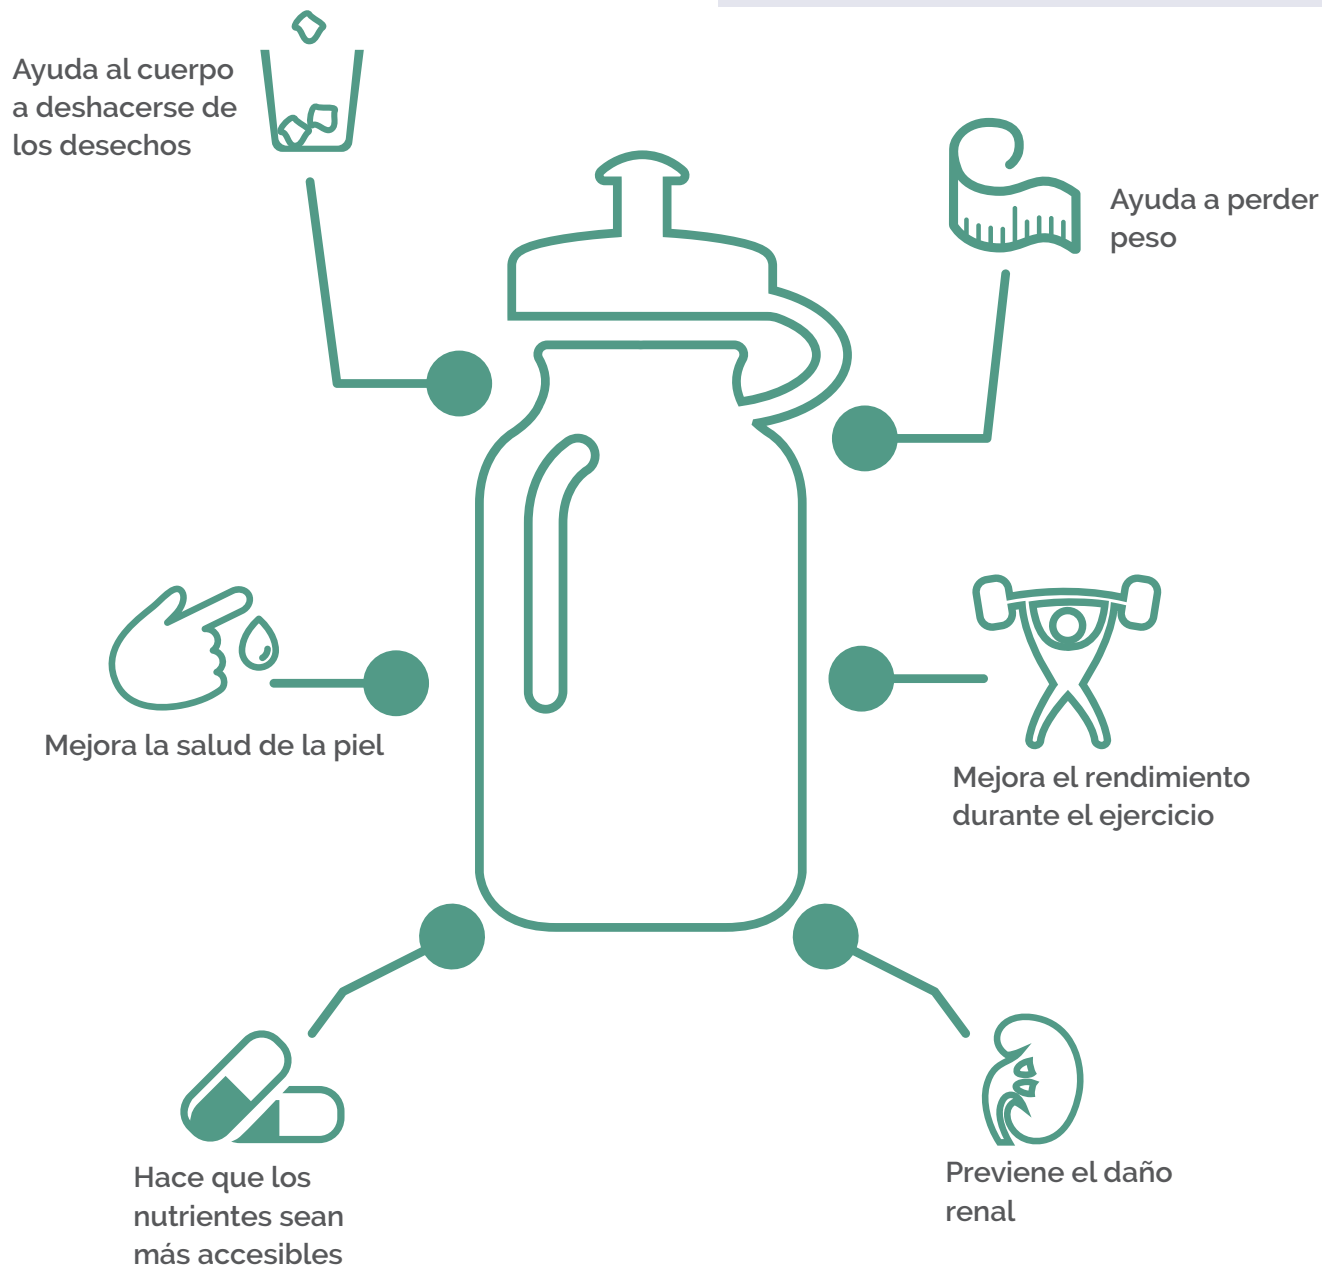 Ayuda al cuerpo
a deshacerse de
los desechos
Ayuda a perder
peso
Mejora la salud de la piel
Mejora el rendimiento
durante el ejercicio
Hace que los
nutrientes sean
más accesibles
Previene el daño
renal